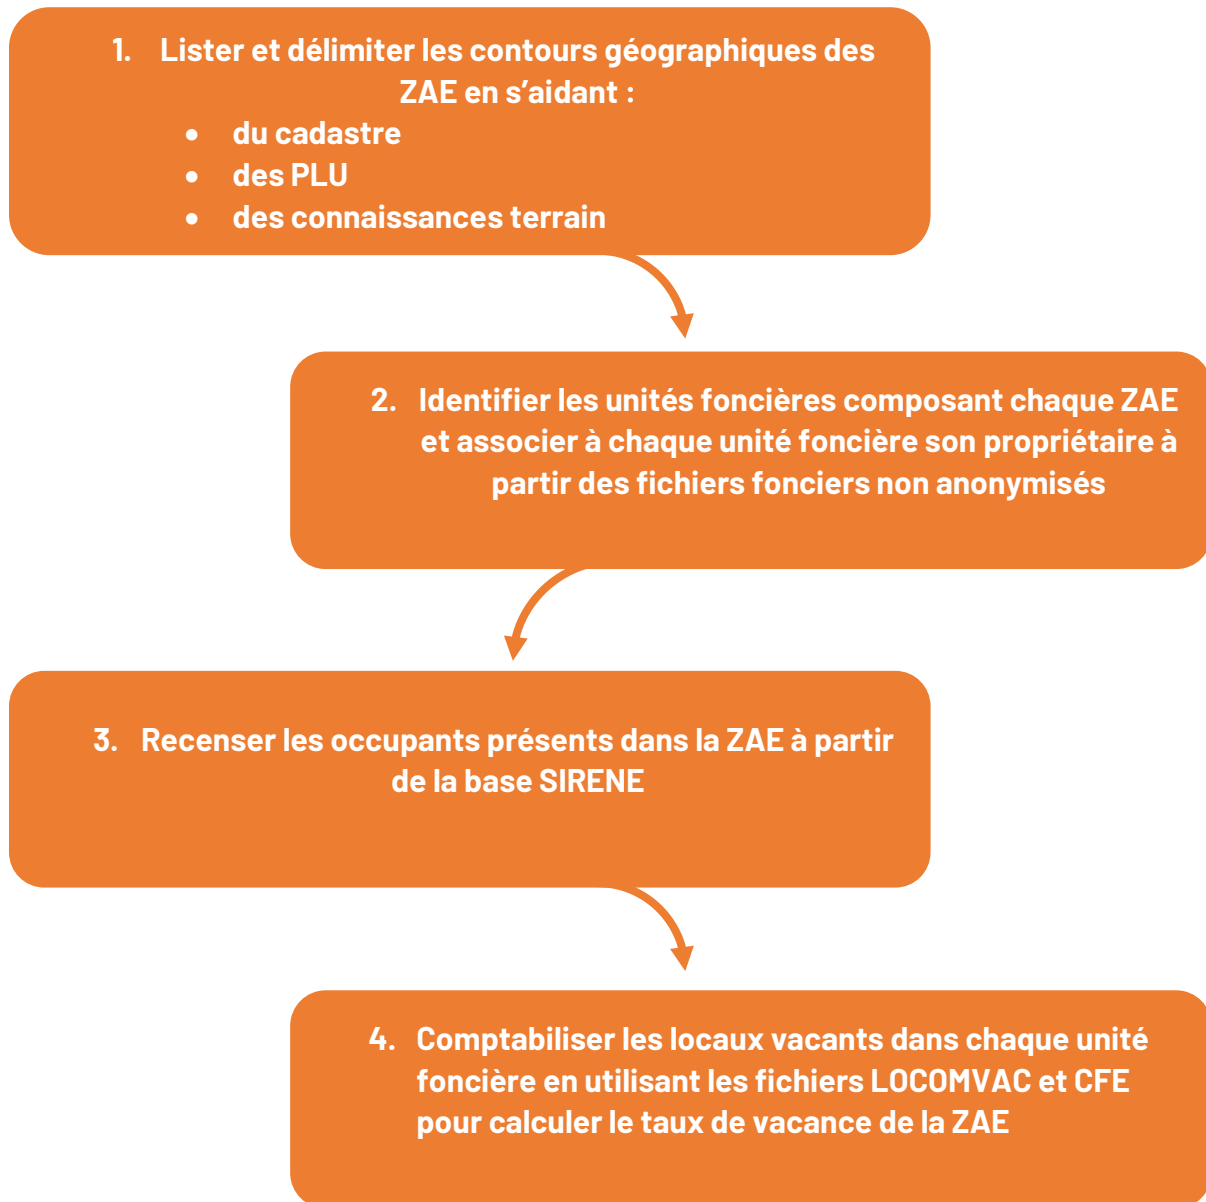 1. Lister et délimiter les contours géographiques des
ZAE en s’aidant :
• du cadastre
• des PLU
• des connaissances terrain
2. Identifier les unités foncières composant chaque ZAE
et associer à chaque unité foncière son propriétaire à
partir des fichiers fonciers non anonymisés
3. Recenser les occupants présents dans la ZAE à partir
de la base SIRENE
4. Comptabiliser les locaux vacants dans chaque unité
foncière en utilisant les fichiers LOCOMVAC et CFE
pour calculer le taux de vacance de la ZAE